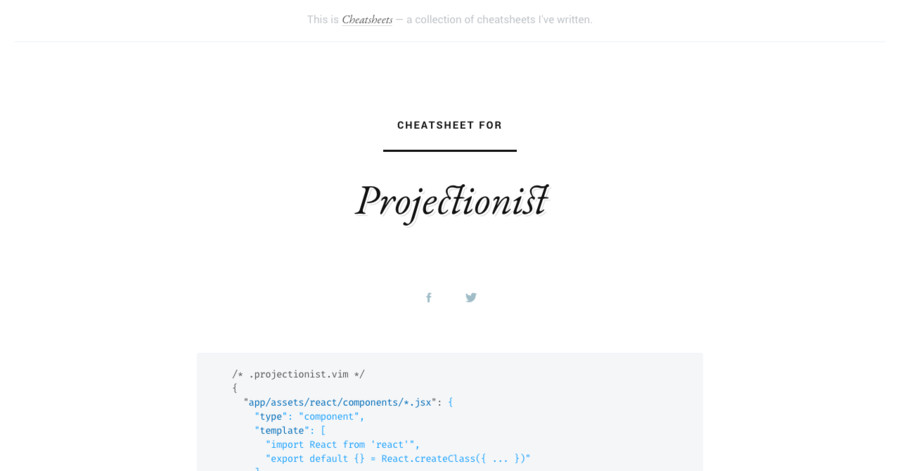 This is Cheatsheets — a collection of cheatsheets I've written.
CHEATSHEET FOR
Projectionist
/* .projectionist.vim */
{
"app/assets/react/components/*.jsx": {
"type": "component",
"template": [
"import React from 'react'",
"export default {} = React.createClass({ ... })"
]